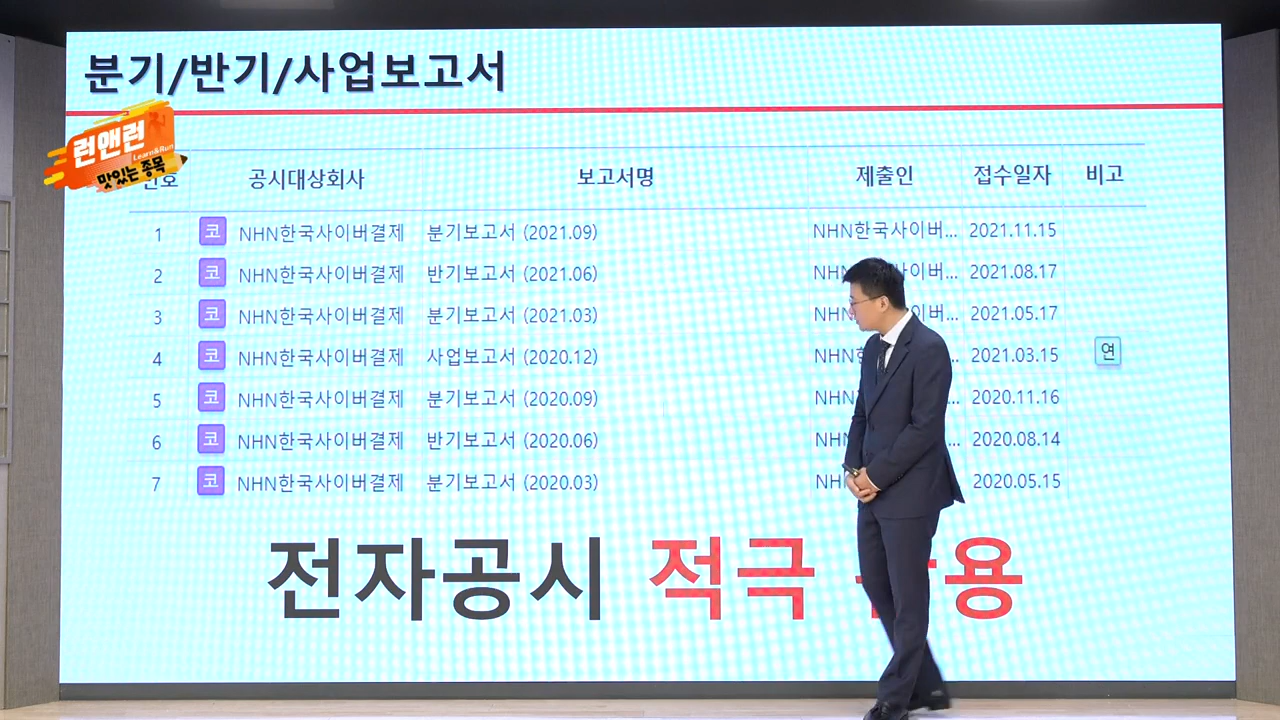 분기/반기/사업보고서
런앤런
Learn&Run
맛있는 종목
공시대상회사 보고서명 제출인 접수일자 비고
1 코 NHN한국사이버결제 분기보고서 (2021.09) NHN한국사이버... 2021.11.15
2 코 NHN한국사이버결제 반기보고서 (2021.06) 2021.08.17
3 코 NHN한국사이버결제 분기보고서 (2021.03) 2021.05.17
4 코 NHN한국사이버결제 사업보고서 (2020.12) 2021.03.15 연
5 코 NHN한국사이버결제 분기보고서 (2020.09) 2020.11.16
6 코 NHN한국사이버결제 반기보고서 (2020.06) 2020.08.14
7 코 NHN한국사이버결제 분기보고서 (2020.03) 2020.05.15
전자공시 적극